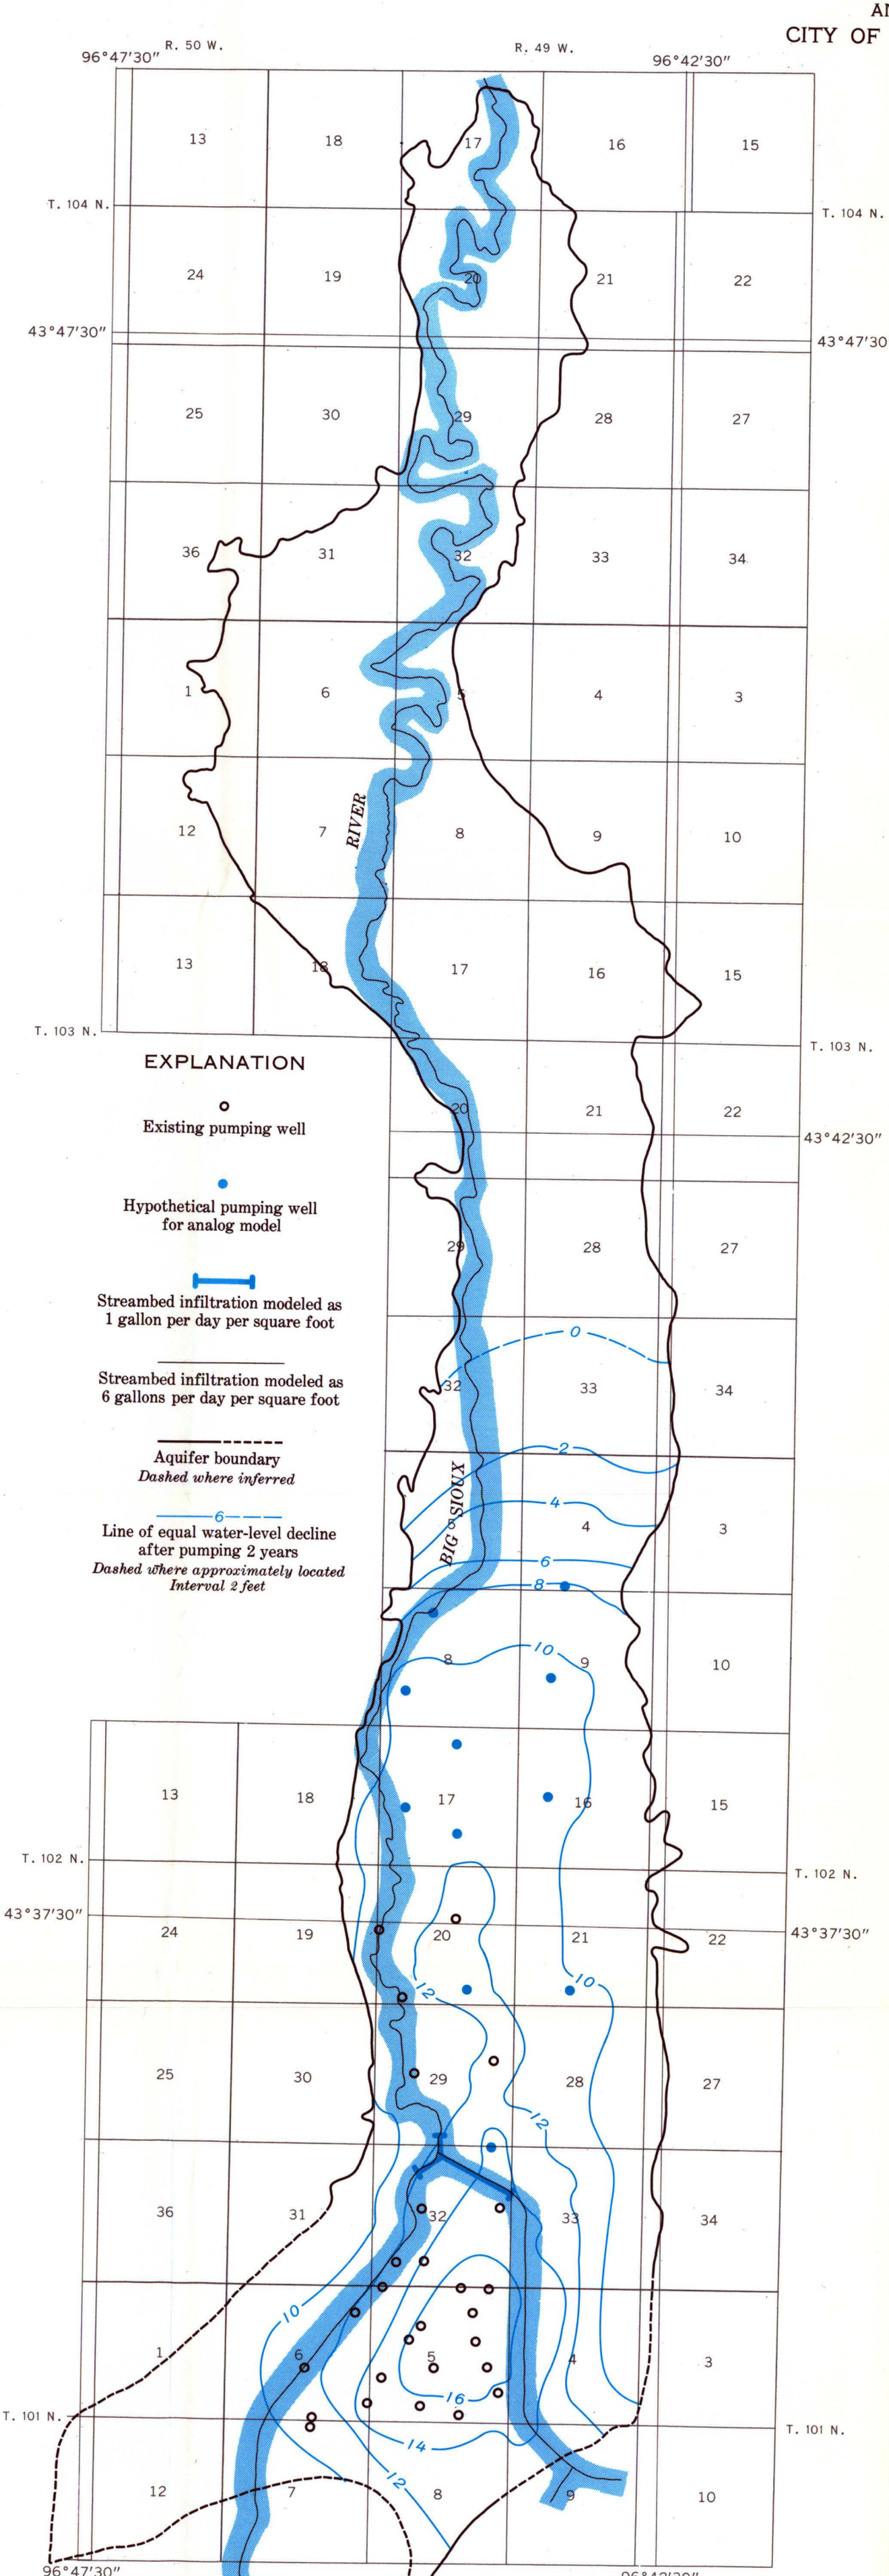 AN
CITY OF
R. 50 W.
R. 49 W.
96°47'30"
96°42'30"
13 18 17 16 15
T. 104 N.
T. 104 N.
24 19 20 21 22
43°47'30"
43°47'30
25 30 29 28 27
36 31 32 33 34
1 6 5 4 3
RIVER
12 7 8 9 10
13 18 17 16 15
T. 103 N.
T. 103 N.
EXPLANATION
Existing pumping well
Hypothetical pumping well
for analog model
Streambed infiltration modeled as
1 gallon per day per square foot
Streambed infiltration modeled as
6 gallons per day per square foot
Aquifer boundary
Dashed where inferred
6
Line of equal water-level decline
after pumping 2 years
Dashed where approximately located
Interval 2 feet
20 21 22
43°42'30"
29 28 27
0
32 33 34
2
BIG SIOUX
4
5 4 3
6
8
10
8 9 10
13 18 17 16 15
T. 102 N.
T. 102 N.
43°37'30"
43°37'30"
24 19 20 21 22
12
10
25 30 29 28 27
12
36 31 32 33 34
10
1 6 5 4 3
16
T. 101 N.
T. 101 N.
14
12
12 7 8 9 10
96°47'30"
96°42'30"